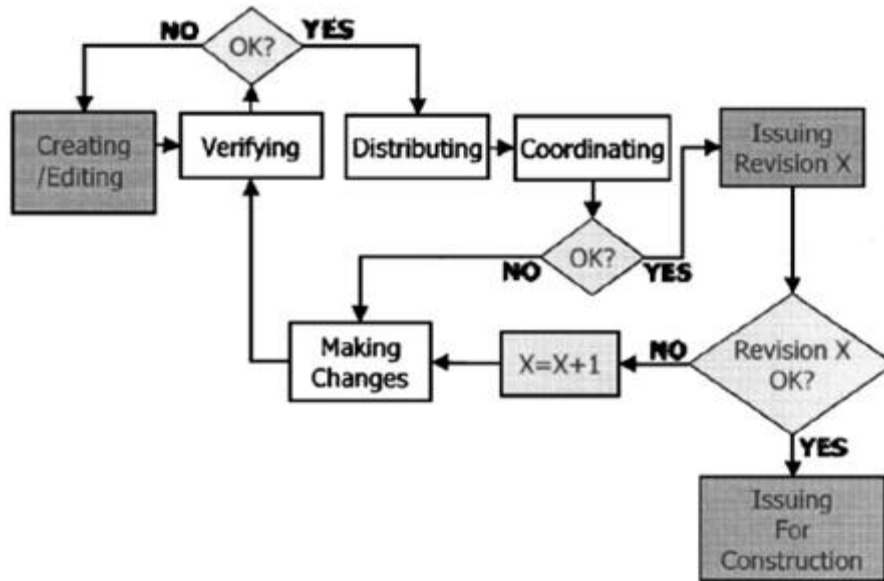 NO
OK?
YES
Creating
/Editing
Verifying
Distributing
Coordinating
Issuing
Revision X
NO
OK?
YES
Making
Changes
X=X+1
NO
Revision X
OK?
YES
Issuing
For
Construction